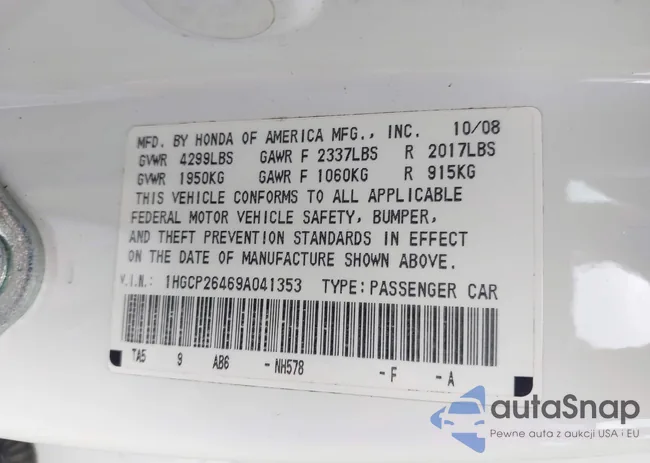 MFD. BY HONDA OF AMERICA MFG., INC. 10/08
GVWR 4299LBS GAWR F 2337LBS R 2017LBS
GVWR 1950KG GAWR F 1060KG R 915KG
THIS VEHICLE CONFORMS TO ALL APPLICABLE
FEDERAL MOTOR VEHICLE SAFETY, BUMPER,
AND THEFT PREVENTION STANDARDS IN EFFECT
ON THE DATE OF MANUFACTURE SHOWN ABOVE.
V.I.N.: 1HGCP26469A041353 TYPE: PASSENGER CAR
TA5 9 AB6 -NH578 -F -A
autaSnap
Pewne auta z aukcji USA i EU